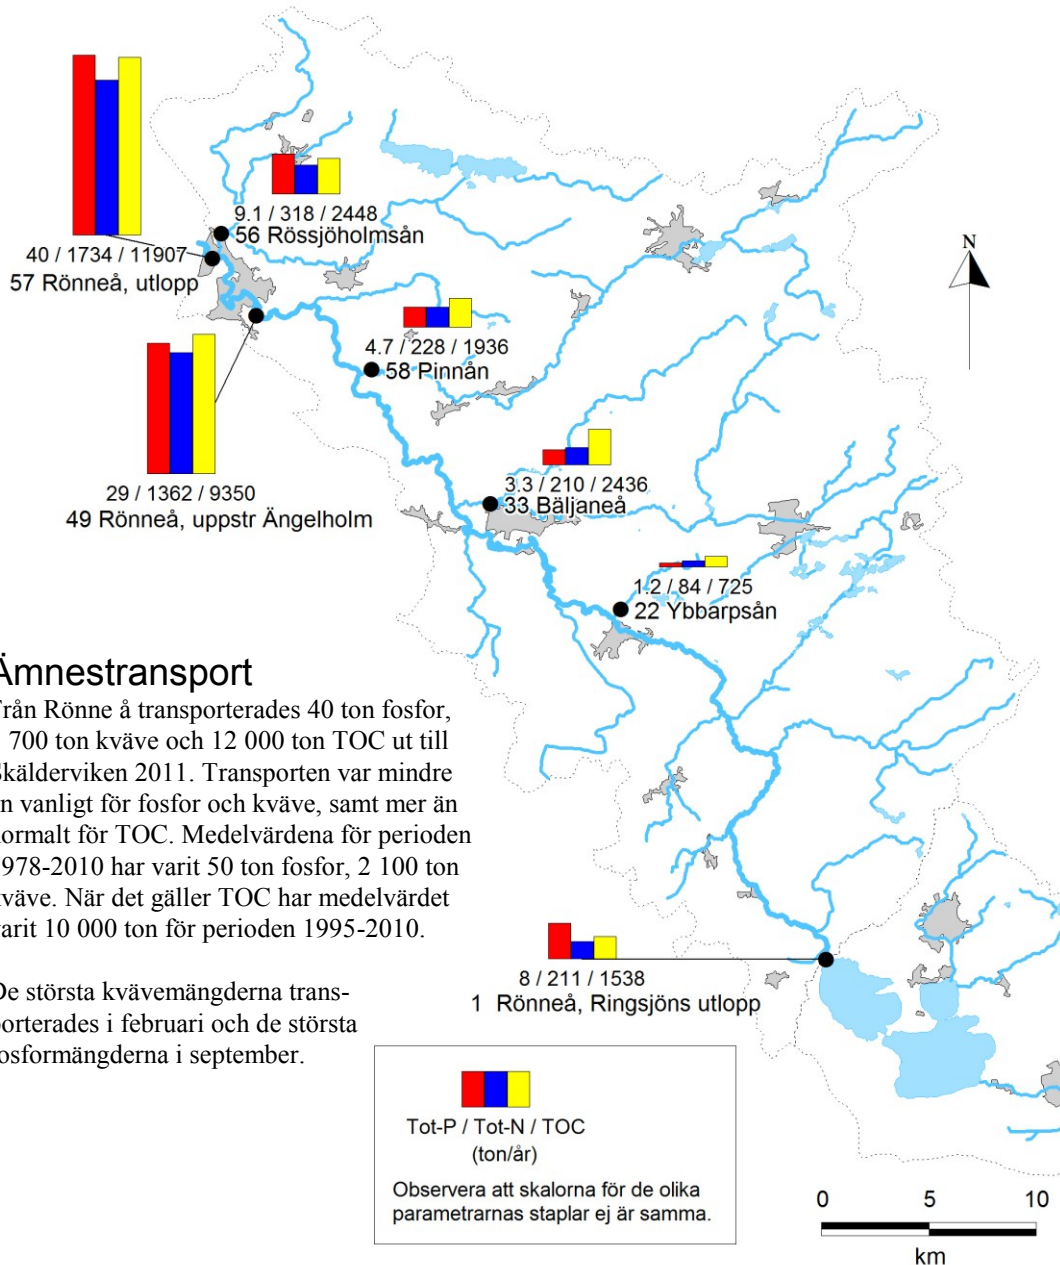 9.1 / 318 / 2448
56 Rössjöholmsån
40 / 1734 / 11907
57 Rönneå, utlopp
N
4.7 / 228 / 1936
58 Pinnån
29 / 1362 / 9350
49 Rönneå, uppstr Ängelholm
3.3 / 210 / 2436
33 Bäljaneå
1.2 / 84 / 725
22 Ybbarpsån
Ämnestransport
Från Rönne å transporterades 40 ton fosfor,
700 ton kväve och 12 000 ton TOC ut till
Skälderviken 2011. Transporten var mindre
än vanligt för fosfor och kväve, samt mer än
normalt för TOC. Medelvärdena för perioden
1978-2010 har varit 50 ton fosfor, 2 100 ton
kväve. När det gäller TOC har medelvärdet
varit 10 000 ton för perioden 1995-2010.
De största kvävemängderna trans-
porterades i februari och de största
fosformängderna i september.
8 / 211 / 1538
1 Rönneå, Ringsjöns utlopp
Tot-P / Tot-N / TOC
(ton/år)
Observera att skalorna för de olika
parametrarnas staplar ej är samma.
0 5 10
km